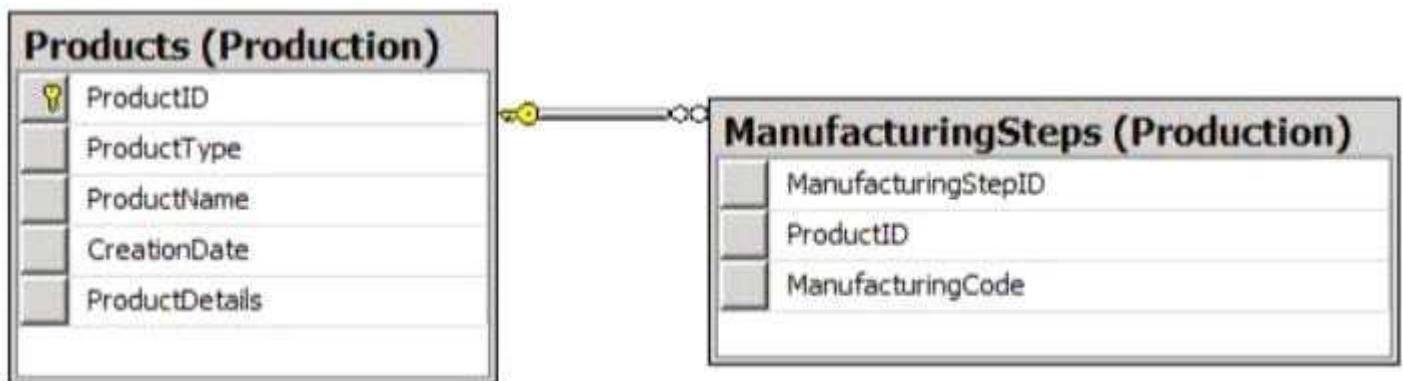 Products (Production)
ProductID
ProductType
ProductName
CreationDate
ProductDetails
ManufacturingSteps (Production)
ManufacturingStepID
ProductID
ManufacturingCode